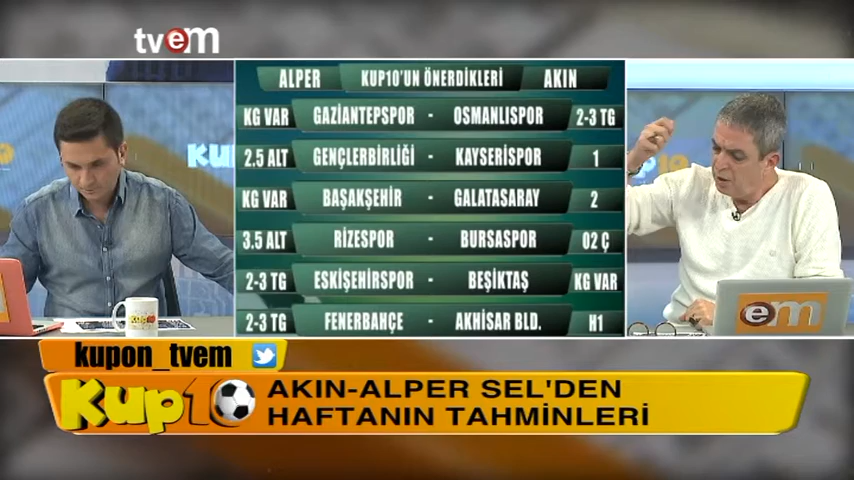 tvem
ALPER KUP10'UN ÖNERDİKLERİ AKIN
KG VAR GAZİANTEPSPOR - OSMANLISPOR 2-3 TG
2.5 ALT GENÇLERBİRLİĞİ - KAYSERİSPOR 1
KG VAR BAŞAKŞEHİR - GALATASARAY 2
3.5 ALT RİZESPOR - BURSASPOR 02 Ç
2-3 TG ESKİŞEHİRSPOR - BEŞİKTAŞ KG VAR
2-3 TG FENERBAHÇE - AKHİSAR BLD. H1
em
kupon_tvem
Kup10
AKIN-ALPER SEL'DEN
HAFTANIN TAHMİNLERİ